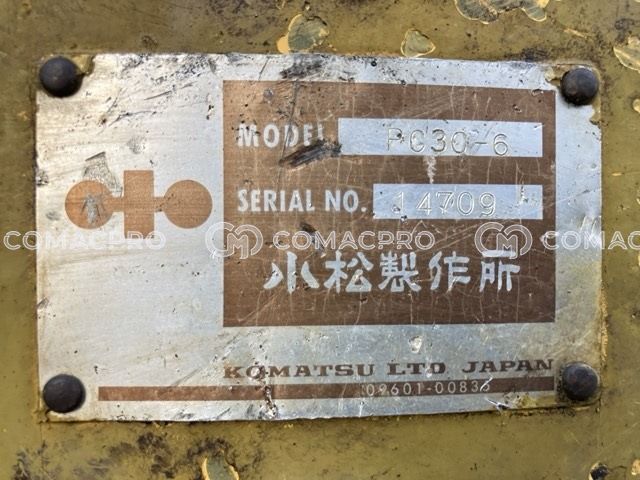 MODEL PC30-6
SERIAL NO. 14709
COMACPRO COMACPRO COMAC
小松製作所
KOMATSU LTD JAPAN
09601-00836